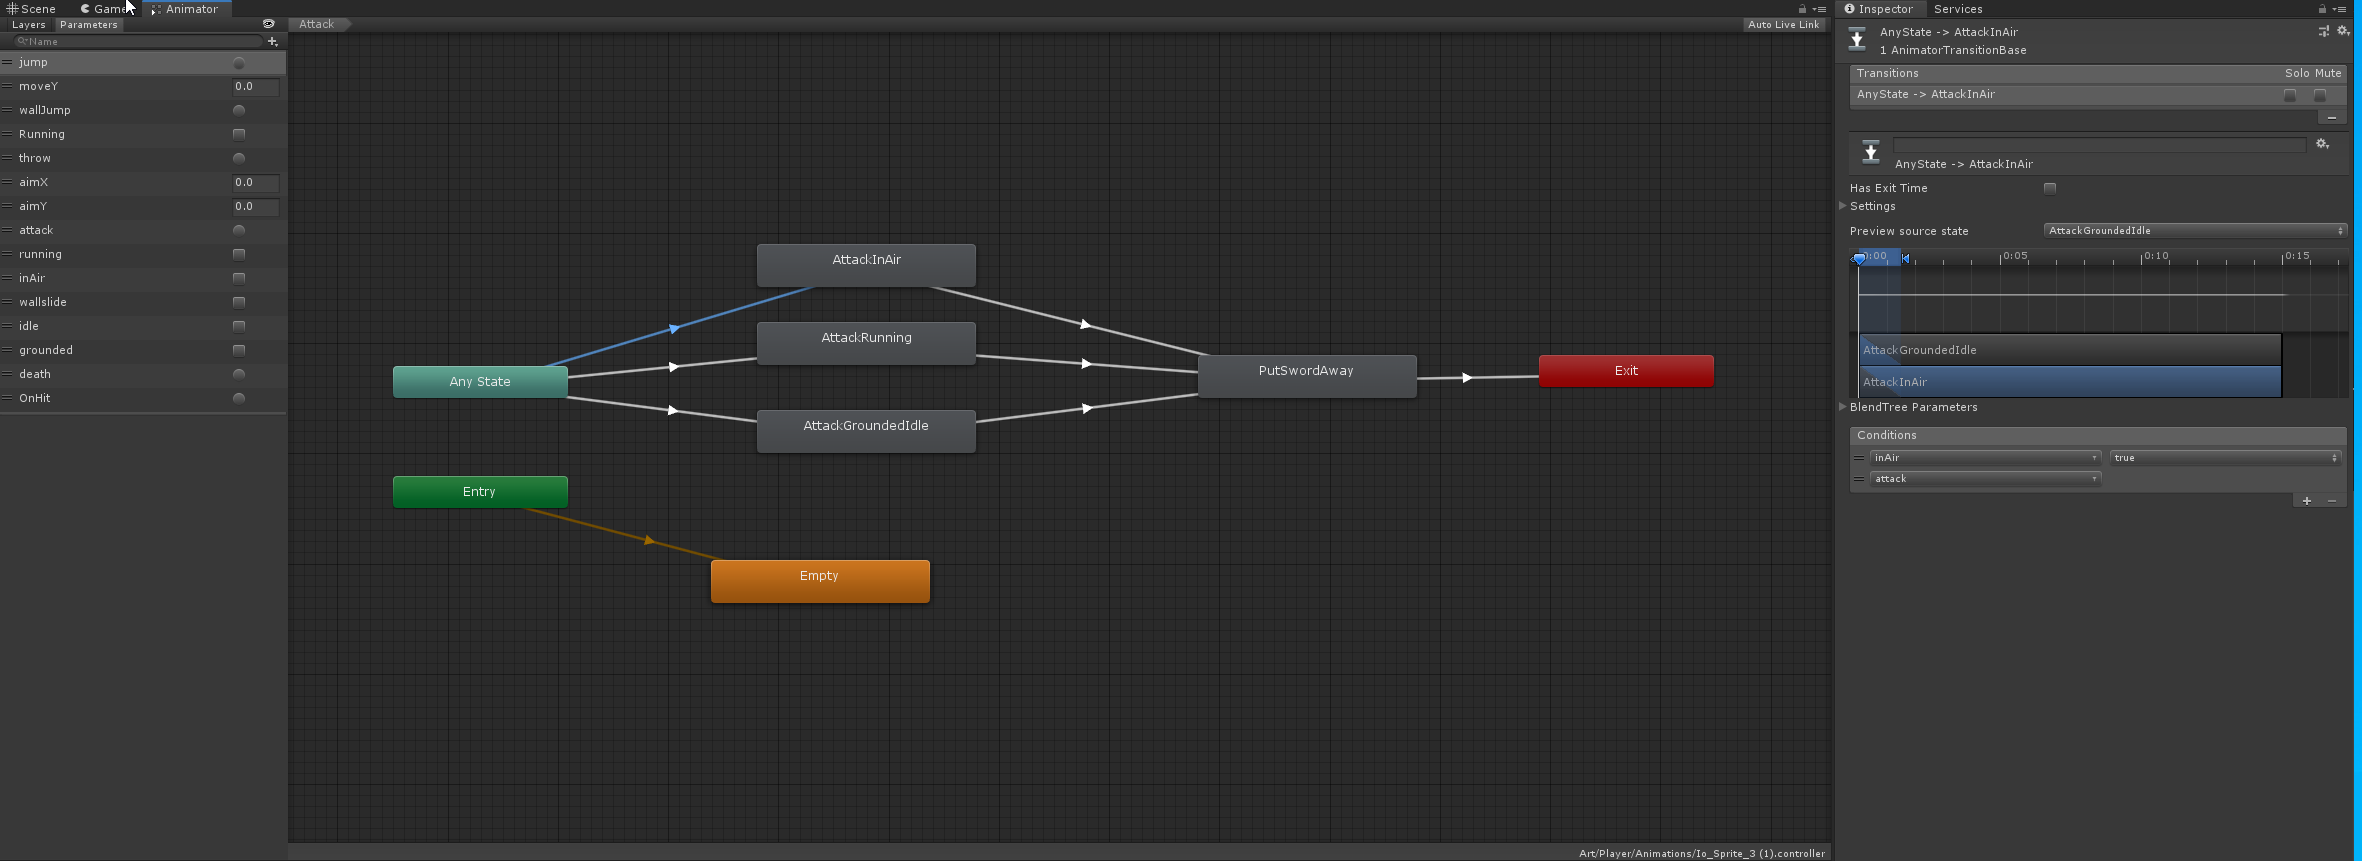 Scene
Game
Animator
Layers
Parameters
Name
jump
moveY 0.0
wallJump
Running
throw
aimX 0.0
aimY 0.0
attack
running
inAir
wallslide
idle
grounded
death
OnHit
Attack
Auto Live Link
AttackInAir
AttackRunning
Any State
AttackGroundedIdle
PutSwordAway
Exit
Entry
Empty
Art/Player/Animations/Io_Sprite_3 (1).controller
Inspector
Services
AnyState -> AttackInAir
1 AnimatorTransitionBase
Transitions Solo Mute
AnyState -> AttackInAir
AnyState -> AttackInAir
Has Exit Time
Settings
Preview source state AttackGroundedIdle
0:00 0:05 0:10 0:15
AttackGroundedIdle
AttackInAir
BlendTree Parameters
Conditions
inAir true
attack